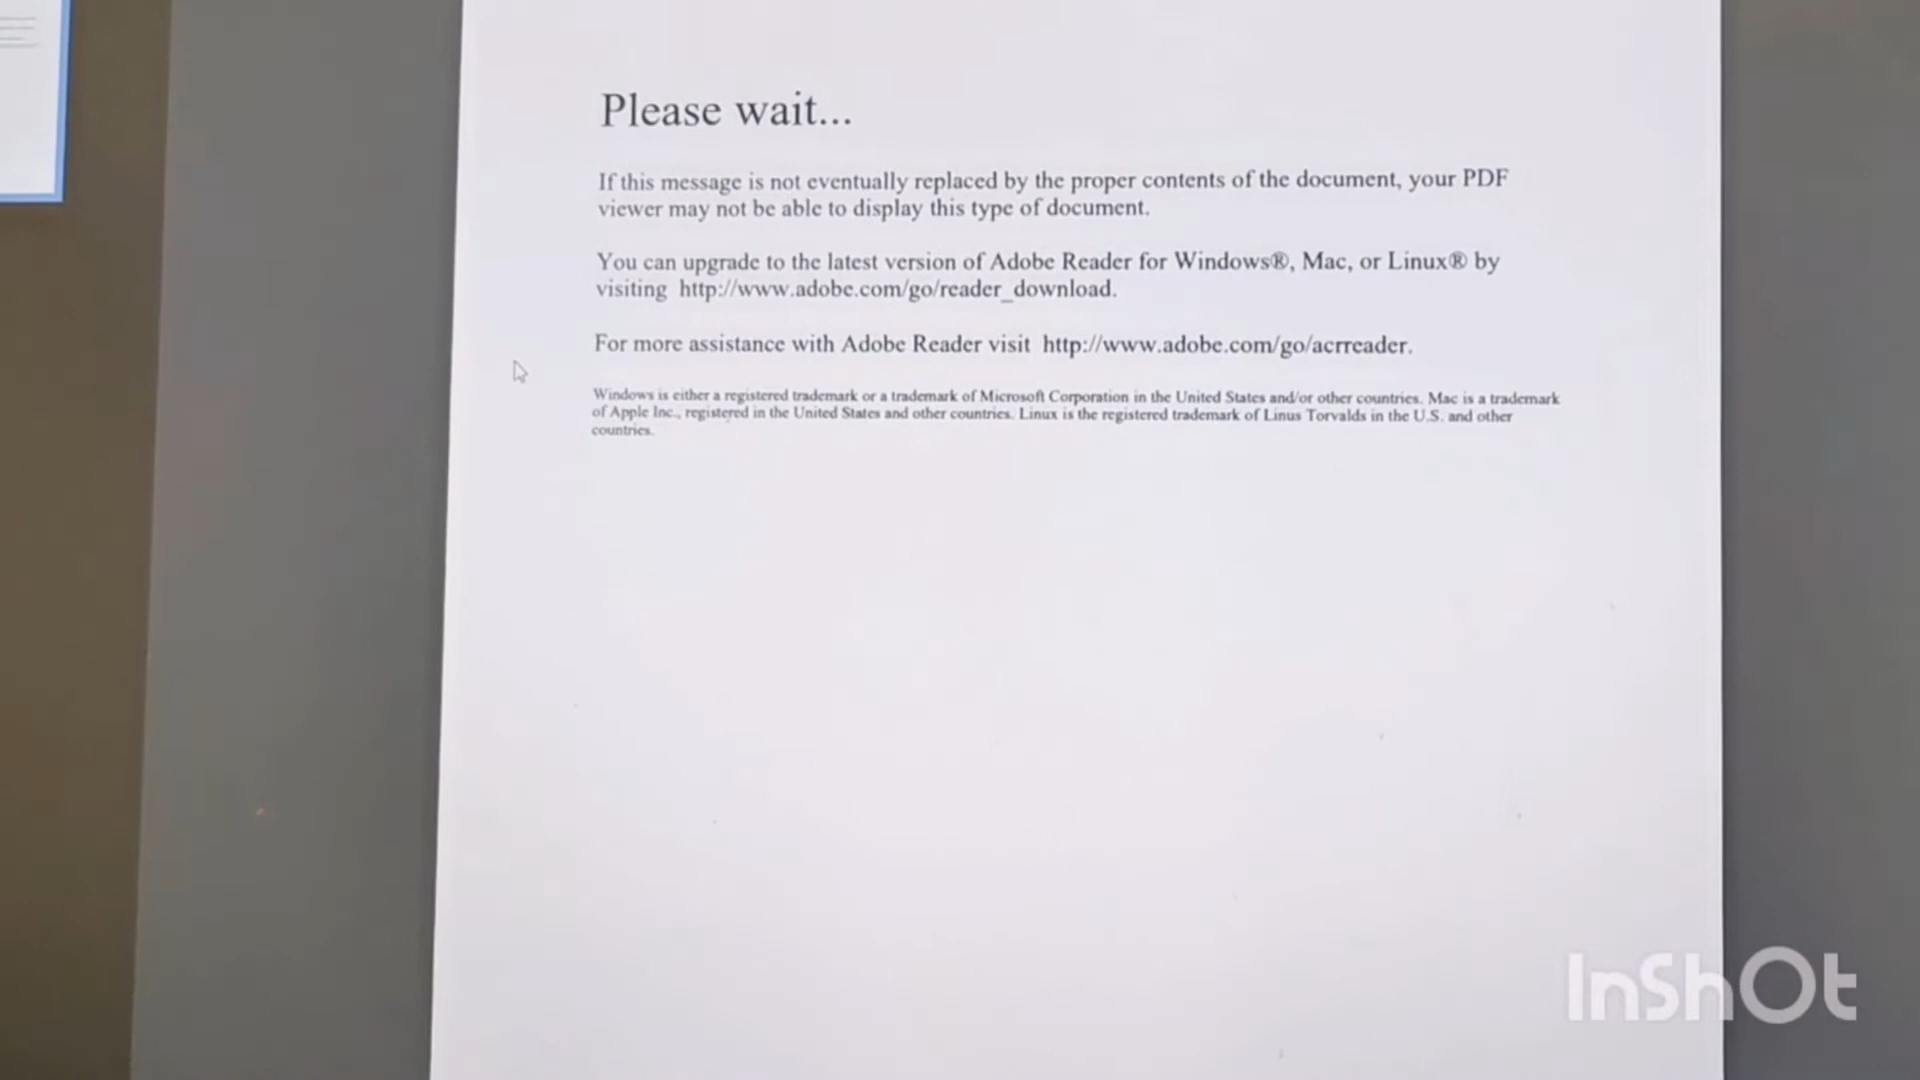 Please wait...
If this message is not eventually replaced by the proper contents of the document, your PDF
viewer may not be able to display this type of document.
You can upgrade to the latest version of Adobe Reader for Windows®, Mac, or Linux® by
visiting http://www.adobe.com/go/reader_download.
For more assistance with Adobe Reader visit http://www.adobe.com/go/acrreader.
Windows is either a registered trademark or a trademark of Microsoft Corporation in the United States and/or other countries. Mac is a trademark
of Apple Inc., registered in the United States and other countries. Linux is the registered trademark of Linus Torvalds in the U.S. and other
countries.
InShOt